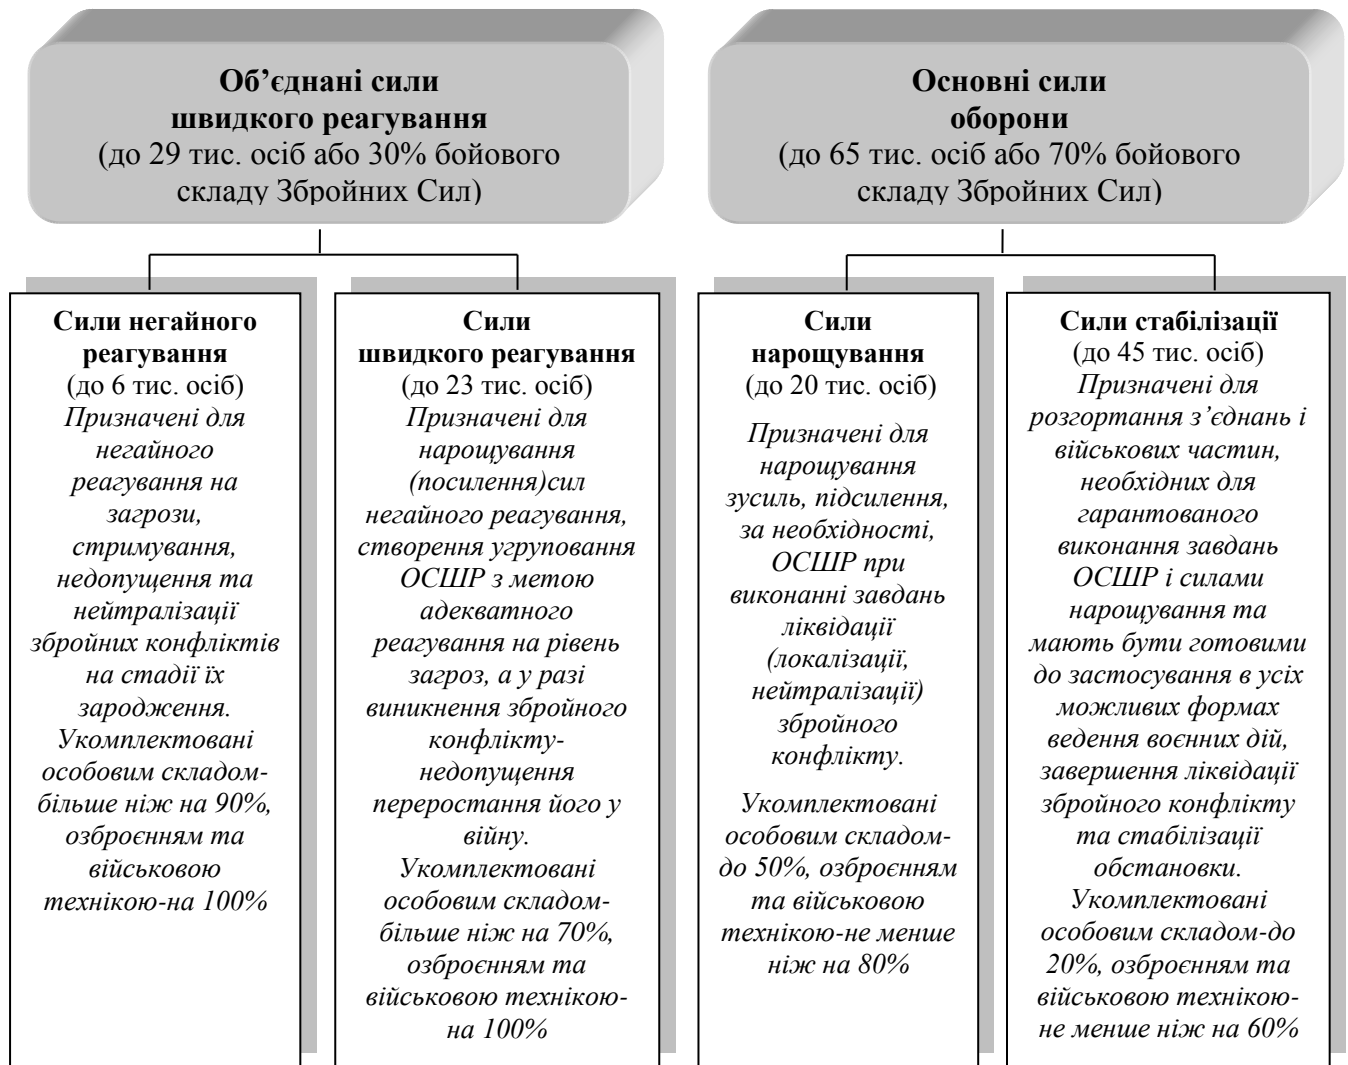 Об’єднані сили
швидкого реагування
(до 29 тис. осіб або 30% бойового
складу Збройних Сил)
Основні сили
оборони
(до 65 тис. осіб або 70% бойового
складу Збройних Сил)
Сили негайного
реагування
(до 6 тис. осіб)
Призначені для
негайного
реагування на
загрози,
стримування,
недопущення та
нейтралізації
збройних конфліктів
на стадії їх
зародження.
Укомплектовані
особовим складом-
більше ніж на 90%,
озброєнням та
військовою
технікою-на 100%
Сили
швидкого реагування
(до 23 тис. осіб)
Призначені для
нарощування
(посилення)сил
негайного реагування,
створення угруповання
ОСШР з метою
адекватного
реагування на рівень
загроз, а у разі
виникнення збройного
конфлікту-
недопущення
переростання його у
війну.
Укомплектовані
особовим складом-
більше ніж на 70%,
озброєнням та
військовою технікою-
на 100%
Сили
нарощування
(до 20 тис. осіб)
Призначені для
нарощування
зусиль, підсилення,
за необхідності,
ОСШР при
виконанні завдань
ліквідації
(локалізації,
нейтралізації)
збройного
конфлікту.
Укомплектовані
особовим складом-
до 50%, озброєнням
та військовою
технікою-не менше
ніж на 80%
Сили стабілізації
(до 45 тис. осіб)
Призначені для
розгортання з’єднань і
військових частин,
необхідних для
гарантованого
виконання завдань
ОСШР і силами
нарощування та
мають бути готовими
до застосування в усіх
можливих формах
ведення воєнних дій,
завершення ліквідації
збройного конфлікту
та стабілізації
обстановки.
Укомплектовані
особовим складом-до
20%, озброєнням та
військовою технікою-
не менше ніж на 60%